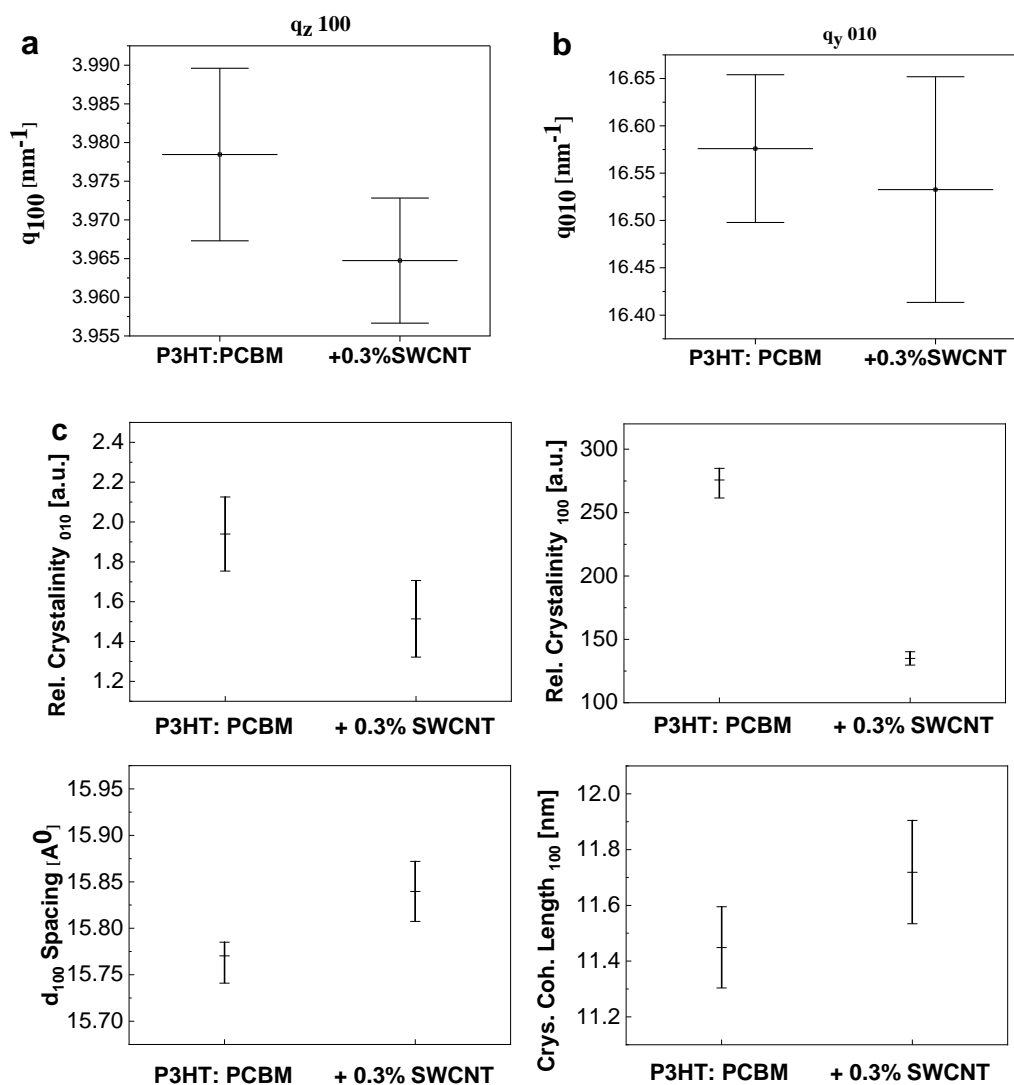 a
q_z 100
q100 [nm-1]
3.990
3.985
3.980
3.975
3.970
3.965
3.960
3.955
P3HT:PCBM
+0.3%SWCNT
b
q_y 010
q010 [nm-1]
16.65
16.60
16.55
16.50
16.45
16.40
P3HT: PCBM
+0.3%SWCNT
c
Rel. Crystalinity 010 [a.u.]
2.4
2.2
2.0
1.8
1.6
1.4
1.2
P3HT: PCBM
+ 0.3% SWCNT
Rel. Crystalinity 100 [a.u.]
300
250
200
150
100
P3HT: PCBM
+ 0.3% SWCNT
d100 Spacing [A0]
15.95
15.90
15.85
15.80
15.75
15.70
P3HT: PCBM
+ 0.3% SWCNT
Crys. Coh. Length 100 [nm]
12.0
11.8
11.6
11.4
11.2
P3HT: PCBM
+ 0.3% SWCNT